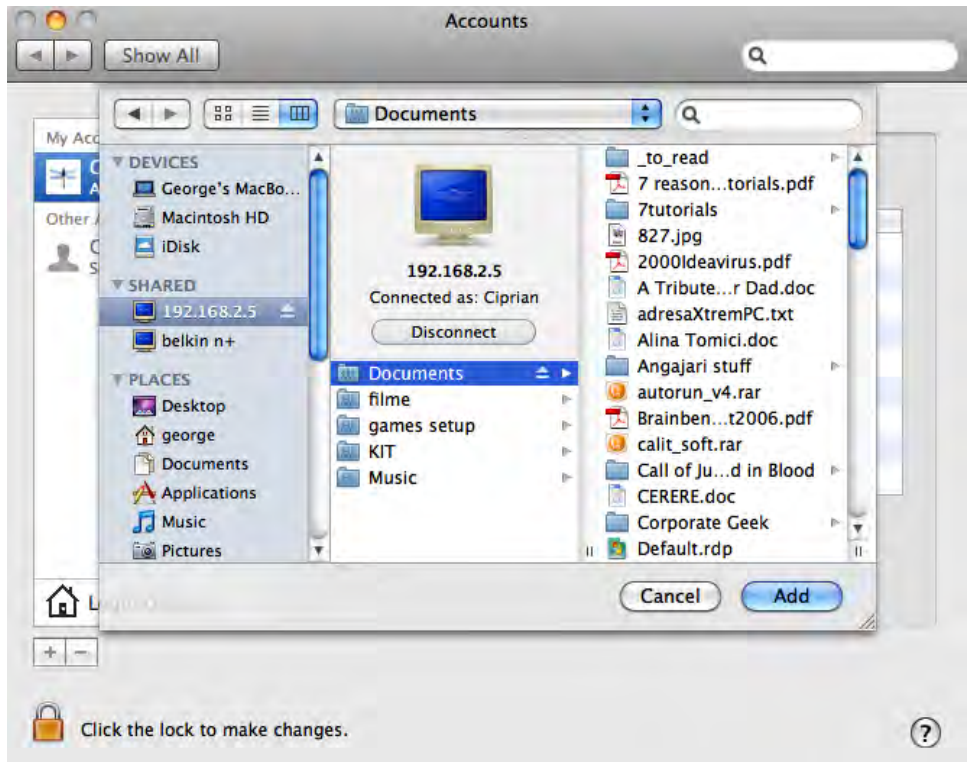 Accounts
Show All
Documents
My Acc
DEVICES
George's MacBo...
Macintosh HD
iDisk
Other
SHARED
192.168.2.5
belkin n+
PLACES
Desktop
george
Documents
Applications
Music
Pictures
192.168.2.5
Connected as: Ciprian
Disconnect
Documents
filme
games setup
KIT
Music
_to_read
7 reason...torials.pdf
7tutorials
827.jpg
2000Ideavirus.pdf
A Tribute...r Dad.doc
adresaXtremPC.txt
Alina Tomici.doc
Angajari stuff
autorun_v4.rar
Brainben...t2006.pdf
calit_soft.rar
Call of Ju...d in Blood
CERERE.doc
Corporate Geek
Default.rdp
Cancel
Add
Click the lock to make changes.
?